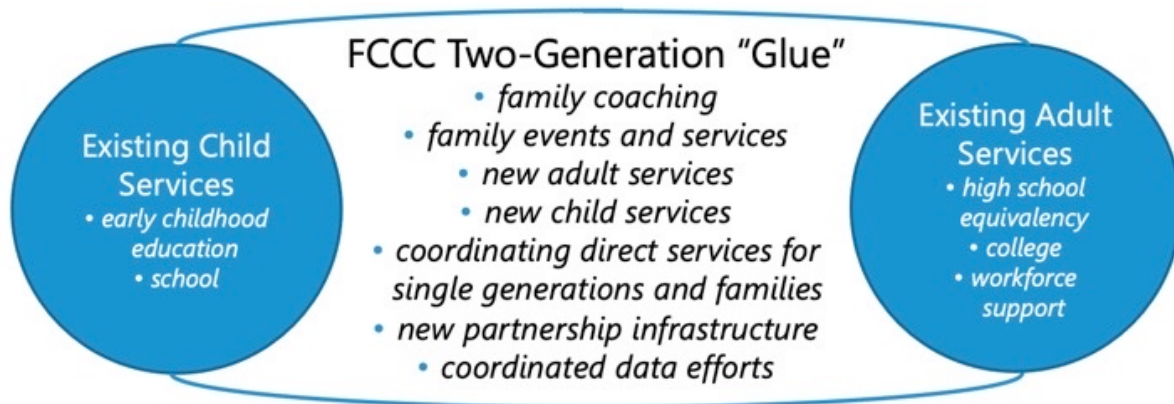 FCCC Two-Generation “Glue”
• family coaching
• family events and services
• new adult services
• new child services
• coordinating direct services for
single generations and families
• new partnership infrastructure
• coordinated data efforts
Existing Child
Services
• early childhood
education
• school
Existing Adult
Services
• high school
equivalency
• college
• workforce
support